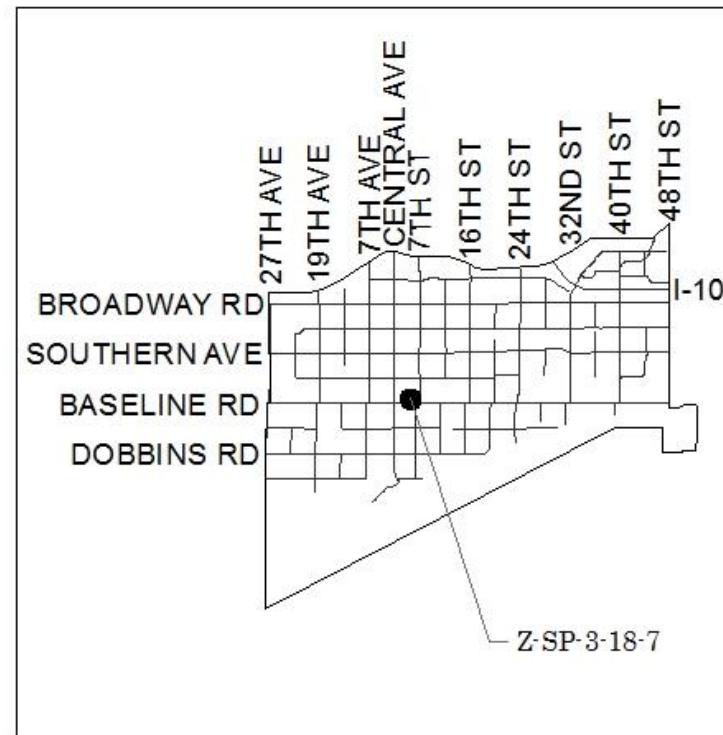 27TH AVE
19TH AVE
7TH AVE
CENTRAL AVE
7TH ST
16TH ST
24TH ST
32ND ST
40TH ST
48TH ST
I-10
BROADWAY RD
SOUTHERN AVE
BASELINE RD
DOBBINS RD
Z-SP-3-18-7